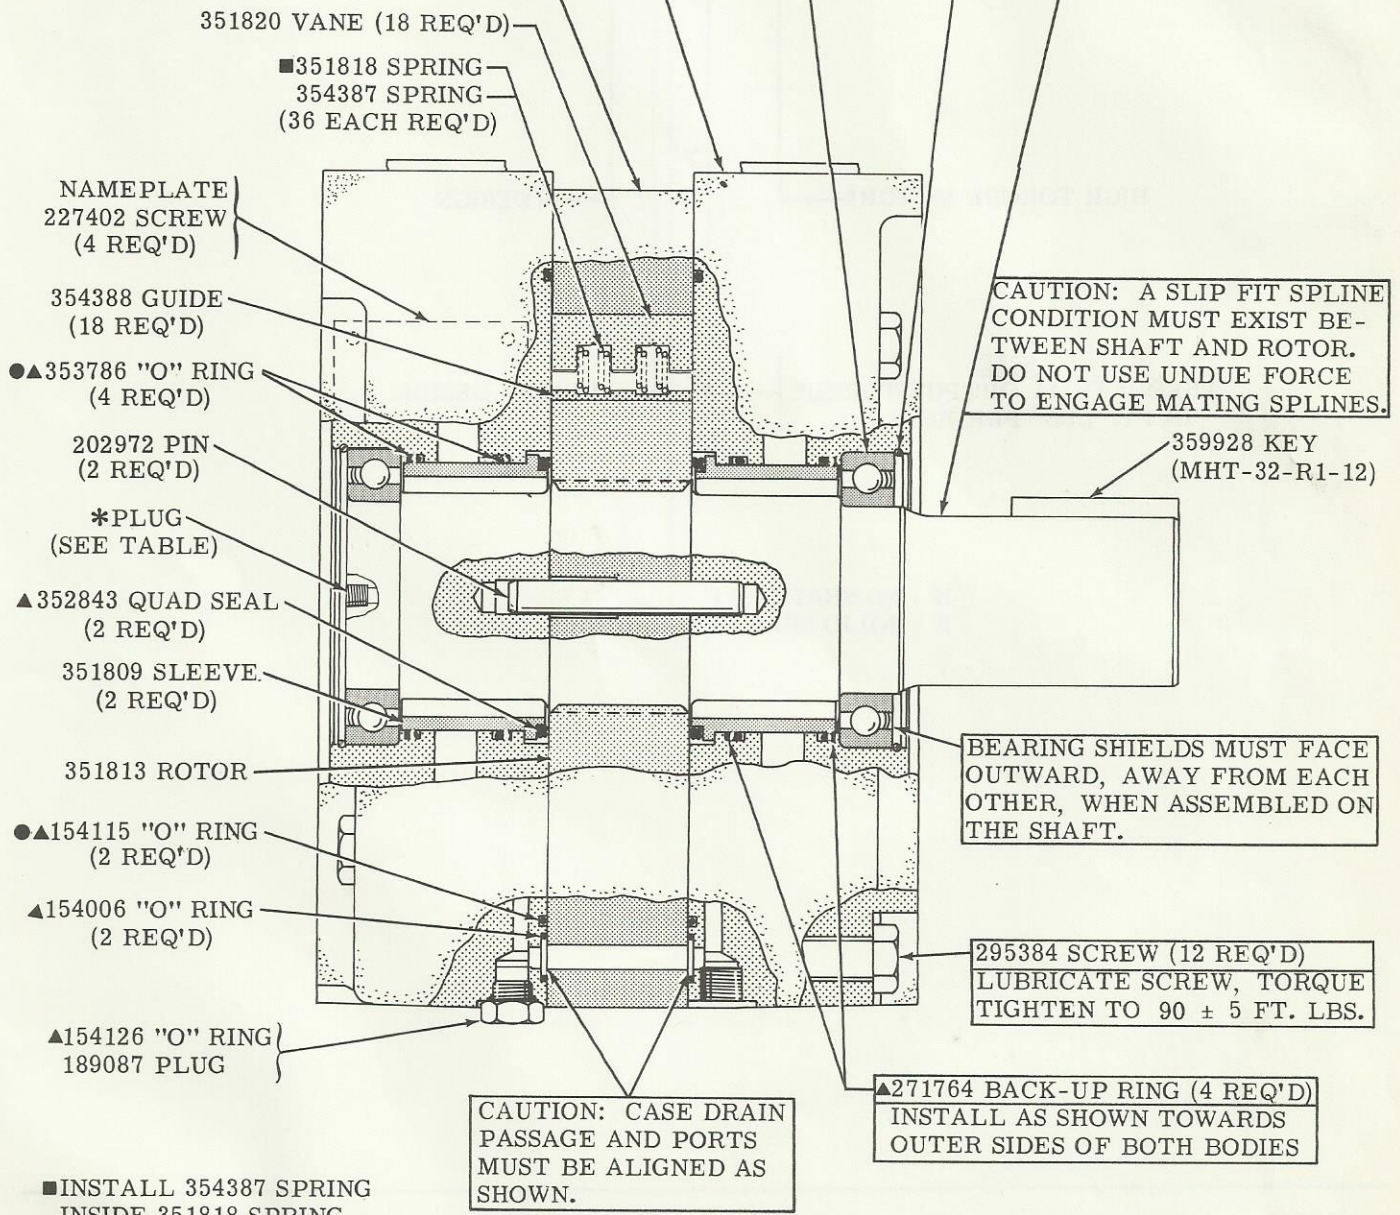 351820 VANE (18 REQ'D)
■351818 SPRING
354387 SPRING
(36 EACH REQ'D)
NAMEPLATE
227402 SCREW
(4 REQ'D)
354388 GUIDE
(18 REQ'D)
●▲353786 "O" RING
(4 REQ'D)
202972 PIN
(2 REQ'D)
*PLUG
(SEE TABLE)
▲352843 QUAD SEAL
(2 REQ'D)
351809 SLEEVE
(2 REQ'D)
351813 ROTOR
●▲154115 "O" RING
(2 REQ'D)
▲154006 "O" RING
(2 REQ'D)
▲154126 "O" RING
189087 PLUG
CAUTION: A SLIP FIT SPLINE
CONDITION MUST EXIST BE-
TWEEN SHAFT AND ROTOR.
DO NOT USE UNDUE FORCE
TO ENGAGE MATING SPLINES.
359928 KEY
(MHT-32-R1-12)
BEARING SHIELDS MUST FACE
OUTWARD, AWAY FROM EACH
OTHER, WHEN ASSEMBLED ON
THE SHAFT.
295384 SCREW (12 REQ'D)
LUBRICATE SCREW, TORQUE
TIGHTEN TO 90 ± 5 FT. LBS.
▲271764 BACK-UP RING (4 REQ'D)
INSTALL AS SHOWN TOWARDS
OUTER SIDES OF BOTH BODIES
CAUTION: CASE DRAIN
PASSAGE AND PORTS
MUST BE ALIGNED AS
SHOWN.
■INSTALL 354387 SPRING
INSIDE 351818 SPRING